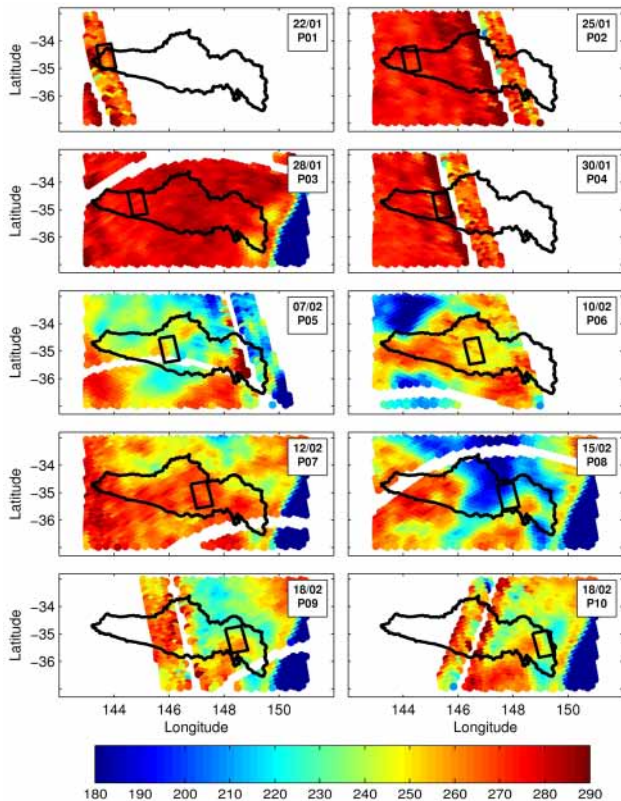 22/01
P01
25/01
P02
Latitude
−34
−35
−36
28/01
P03
30/01
P04
Latitude
−34
−35
−36
07/02
P05
10/02
P06
Latitude
−34
−35
−36
12/02
P07
15/02
P08
Latitude
−34
−35
−36
18/02
P09
18/02
P10
Latitude
−34
−35
−36
144 146 148 150 144 146 148 150
Longitude Longitude
180 190 200 210 220 230 240 250 260 270 280 290